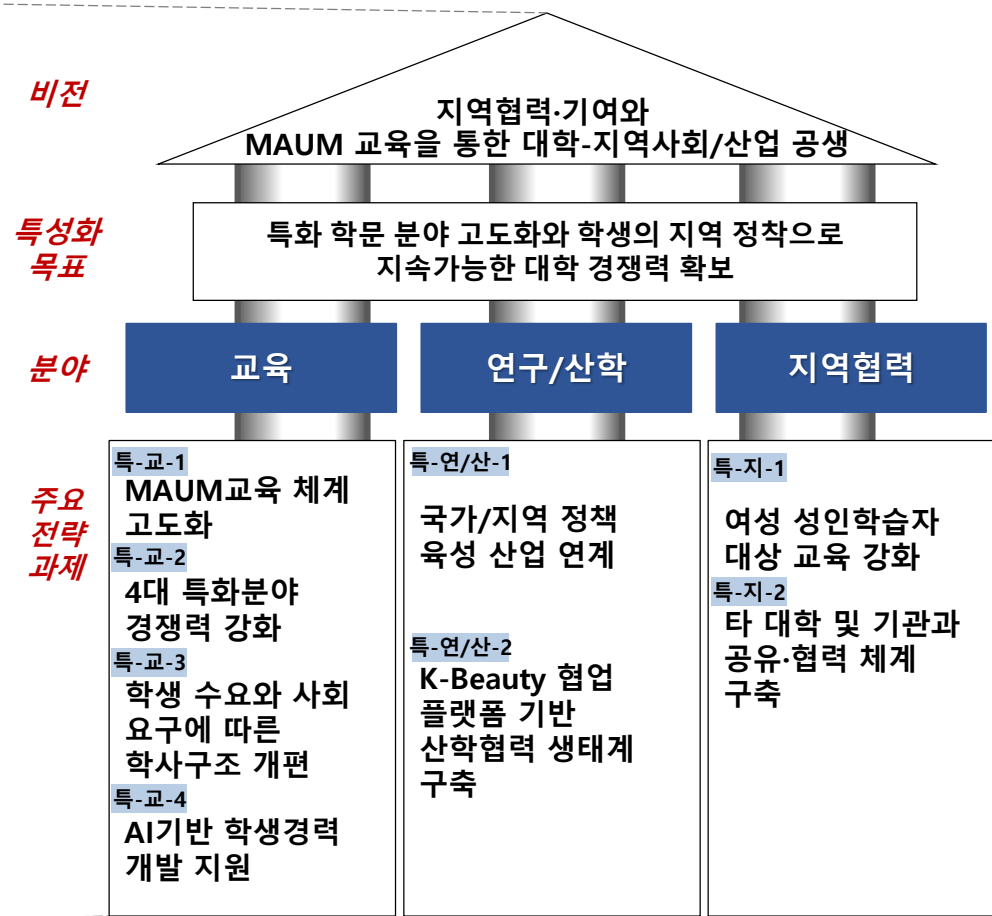 비전
지역협력·기여와
MAUM 교육을 통한 대학-지역사회/산업 공생
특성화
목표
특화 학문 분야 고도화와 학생의 지역 정착으로
지속가능한 대학 경쟁력 확보
분야
교육
연구/산학
지역협력
주요
전략
과제
특-교-1
MAUM교육 체계
고도화
특-교-2
4대 특화분야
경쟁력 강화
특-교-3
학생 수요와 사회
요구에 따른
학사구조 개편
특-교-4
AI기반 학생경력
개발 지원
특-연/산-1
국가/지역 정책
육성 산업 연계
특-연/산-2
K-Beauty 협업
플랫폼 기반
산학협력 생태계
구축
특-지-1
여성 성인학습자
대상 교육 강화
특-지-2
타 대학 및 기관과
공유·협력 체계
구축